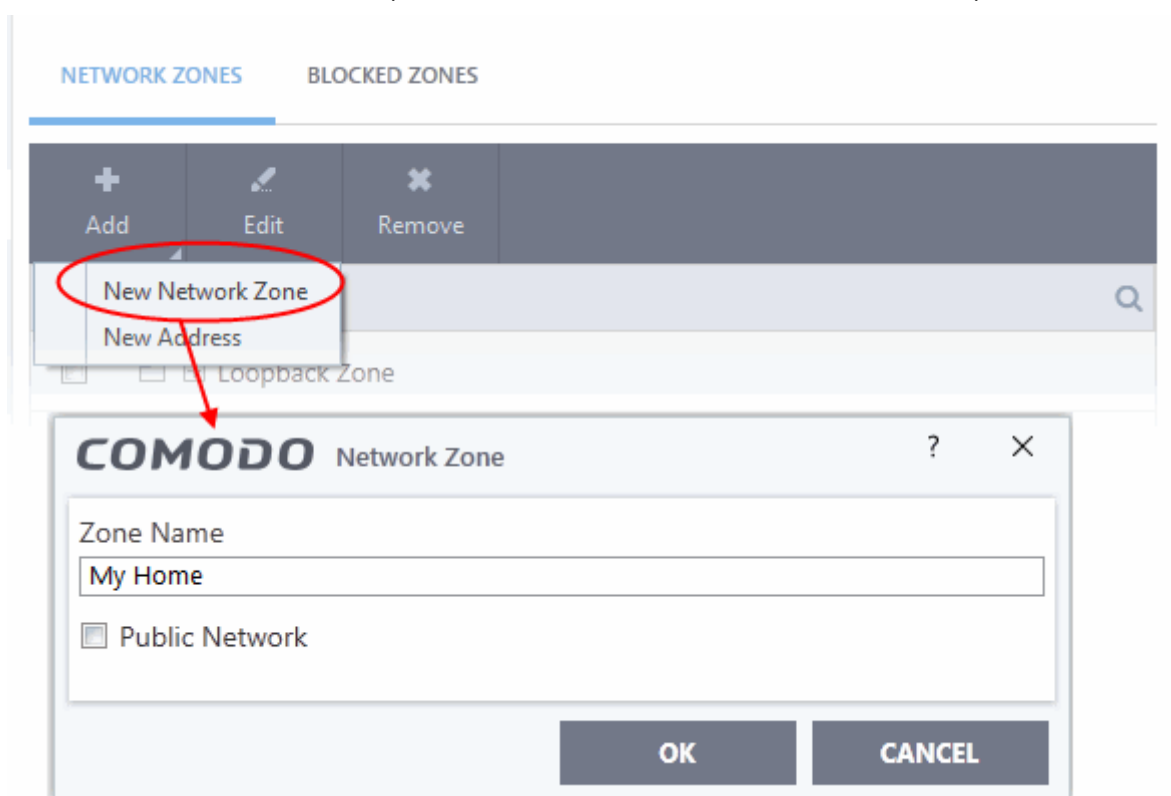 NETWORK ZONES BLOCKED ZONES
Add Edit Remove
New Network Zone
New Address
Loopback Zone
COMODO Network Zone ? X
Zone Name
My Home
Public Network
OK CANCEL